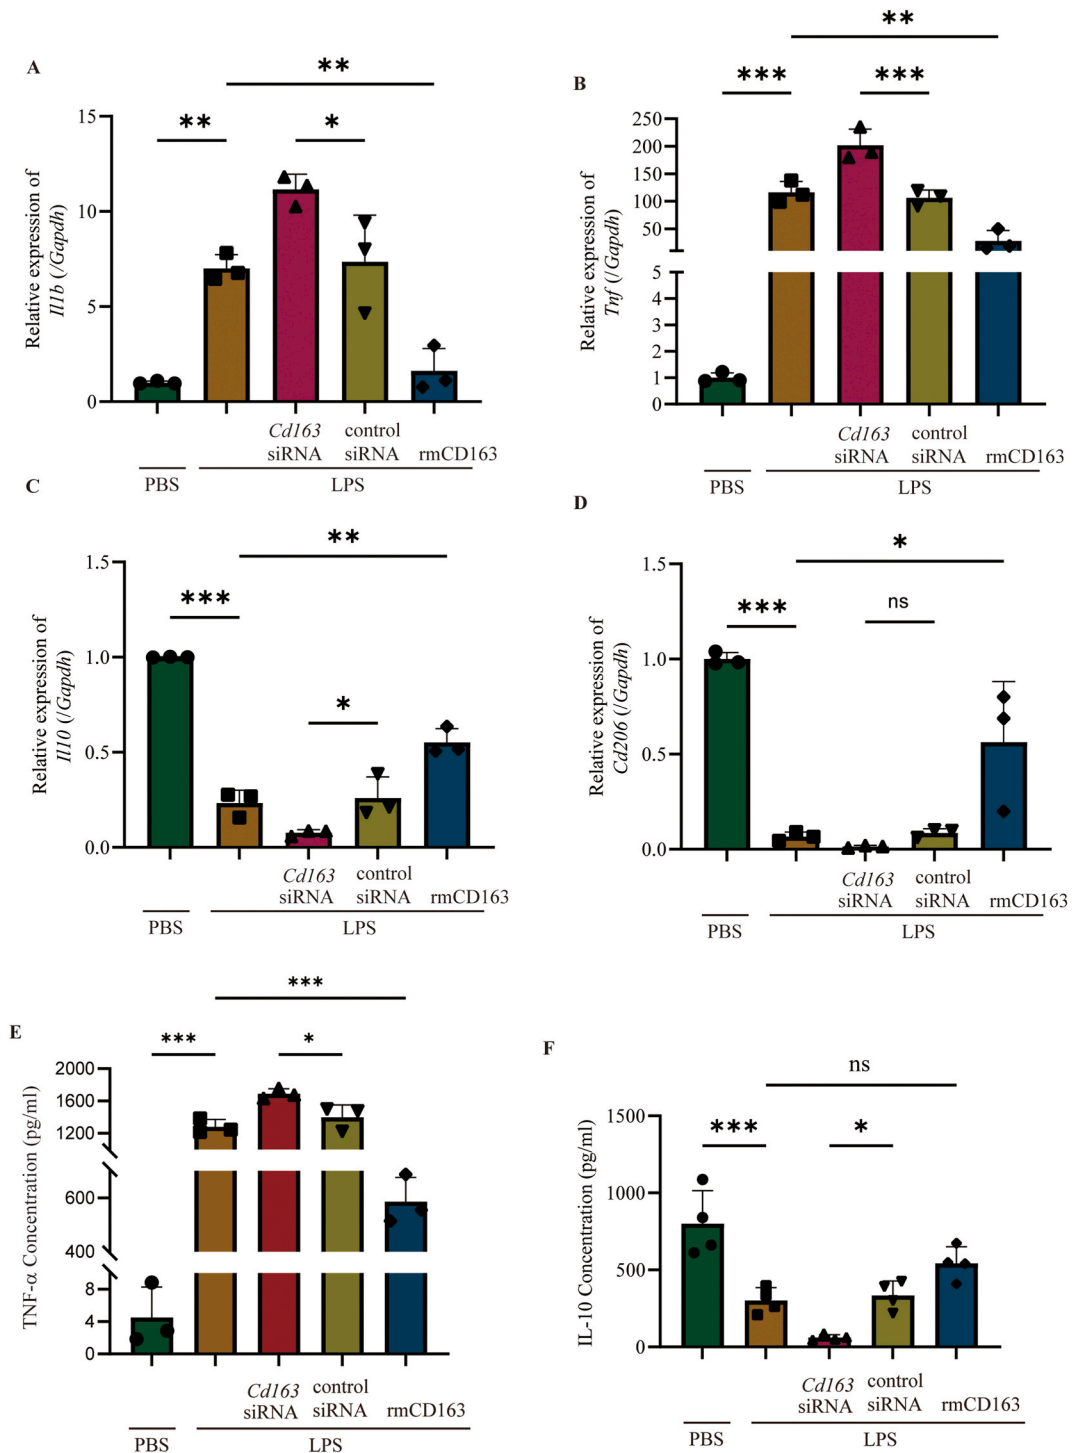 A
**
**
*
15
10
5
0
Relative expression of
Il1b (/Gapdh)
Cd163
siRNA
control
siRNA
rmCD163
PBS
LPS
B
**
***
***
250
200
150
100
50
5
4
3
2
1
0
Relative expression of
Tnf (/Gapdh)
Cd163
siRNA
control
siRNA
rmCD163
PBS
LPS
C
**
***
*
1.5
1.0
0.5
0.0
Relative expression of
Il10 (/Gapdh)
Cd163
siRNA
control
siRNA
rmCD163
PBS
LPS
D
*
***
ns
1.5
1.0
0.5
0.0
Relative expression of
Cd206 (/Gapdh)
Cd163
siRNA
control
siRNA
rmCD163
PBS
LPS
E
***
***
*
2000
1600
1200
600
400
8
4
0
TNF-α Concentration (pg/ml)
Cd163
siRNA
control
siRNA
rmCD163
PBS
LPS
F
ns
***
*
1500
1000
500
0
IL-10 Concentration (pg/ml)
Cd163
siRNA
control
siRNA
rmCD163
PBS
LPS